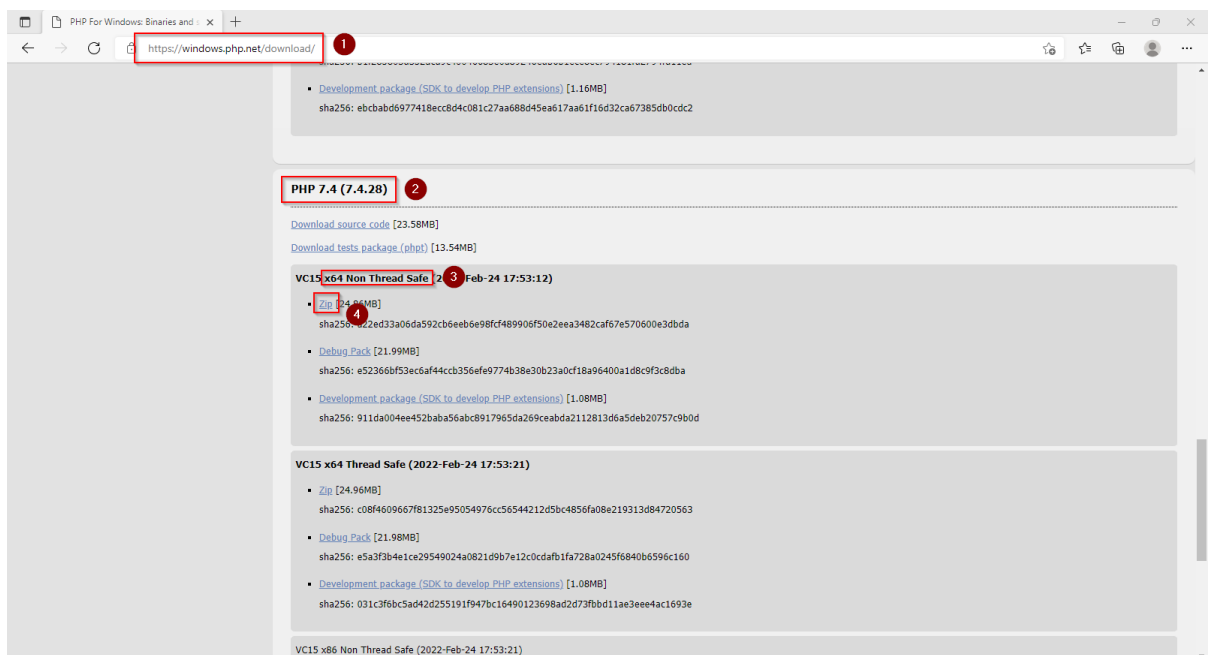 PHP For Windows: Binaries and s
https://windows.php.net/download/
1
Development package (SDK to develop PHP extensions) [1.16MB]
sha256: ebcbabd6977418ecc8d4c081c27aa688d45ea617aa61f16d32ca67385db0cdc2
PHP 7.4 (7.4.28)
2
Download source code [23.58MB]
Download tests package (phpt) [13.54MB]
VC15 x64 Non Thread Safe (2 3 Feb-24 17:53:12)
Zip [24.96MB]
4
sha256:
Debug Pack [21.99MB]
sha256: e52366bf53ec6af44ccb356efe9774b38e30b23a0cf18a96400a1d8c9f3c8dba
Development package (SDK to develop PHP extensions) [1.08MB]
sha256: 911da004ee452baba56abc8917965da269ceabda2112813d6a5deb20757c9b0d
VC15 x64 Thread Safe (2022-Feb-24 17:53:21)
Zip [24.96MB]
sha256: c08f4609667f81325e95054976cc56544212d5bc4856fa08e219313d84720563
Debug Pack [21.98MB]
sha256: e5a3f3b4e1ce29549024a0821d9b7e12c0cdafb1fa728a0245f6840b6596c160
Development package (SDK to develop PHP extensions) [1.08MB]
sha256: 031c3f6bc5ad42d255191f947bc16490123698ad2d73fbbd11ae3eee4ac1693e
VC15 x86 Non Thread Safe (2022-Feb-24 17:53:21)